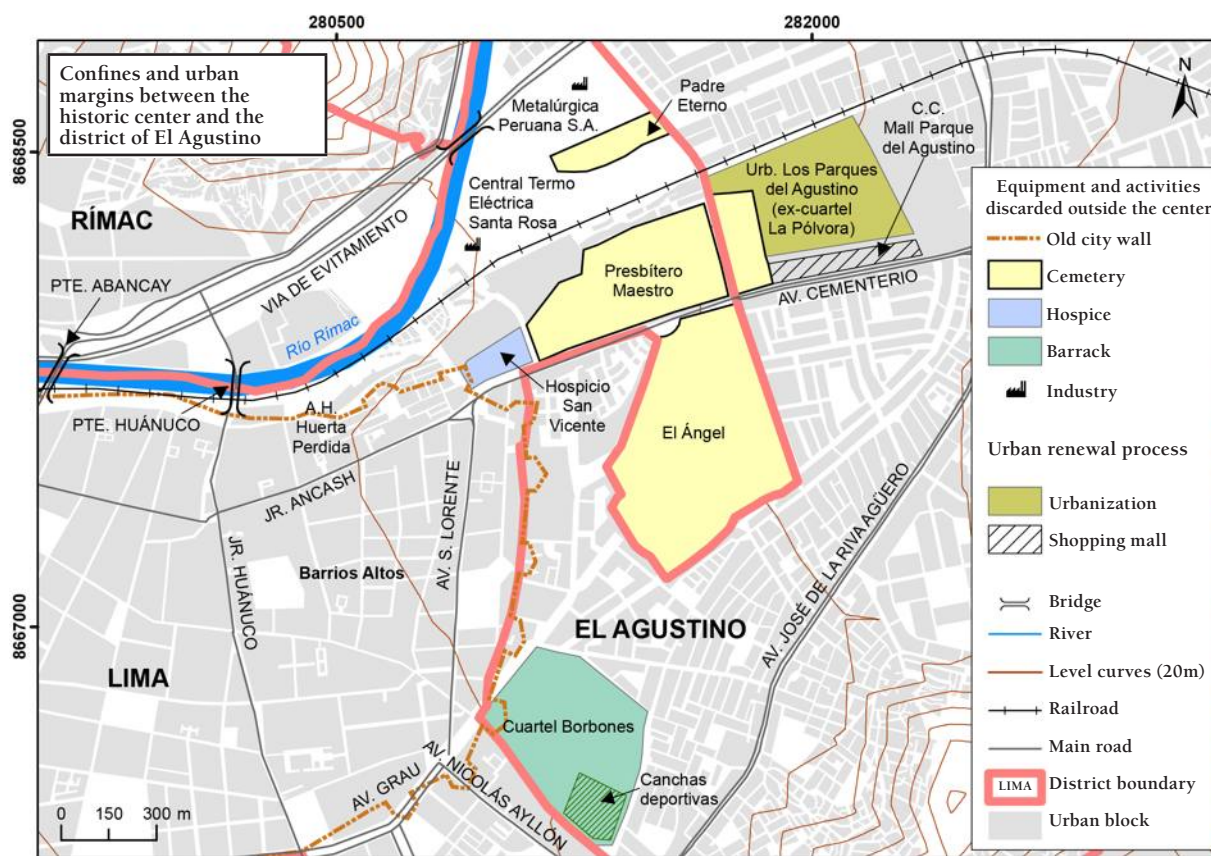 280500
282000
8668500
8667000
Confines and urban
margins between the
historic center and the
district of El Agustino
N
Metalúrgica
Peruana S.A.
Padre
Eterno
C.C.
Mall Parque
del Agustino
Urb. Los Parques
del Agustino
(ex-cuartel
La Pólvora)
Central Termo
Eléctrica
Santa Rosa
RÍMAC
VIA DE EVITAMIENTO
PTE. ABANCAY
Río Rímac
Presbítero
Maestro
AV. CEMENTERIO
PTE. HUÁNUCO
A.H.
Huerta
Perdida
Hospicio
San
Vicente
El Ángel
JR. ANCASH
AV. S. LORENTE
JR. HUÁNUCO
Barrios Altos
AV. JOSÉ DE LA RIVA AGÜERO
EL AGUSTINO
LIMA
Cuartel Borbones
AV. GRAU
AV. NICOLÁS AYLLÓN
Canchas
deportivas
0 150 300 m
Equipment and activities
discarded outside the center
Old city wall
Cemetery
Hospice
Barrack
Industry
Urban renewal process
Urbanization
Shopping mall
Bridge
River
Level curves (20m)
Railroad
Main road
LIMA District boundary
Urban block